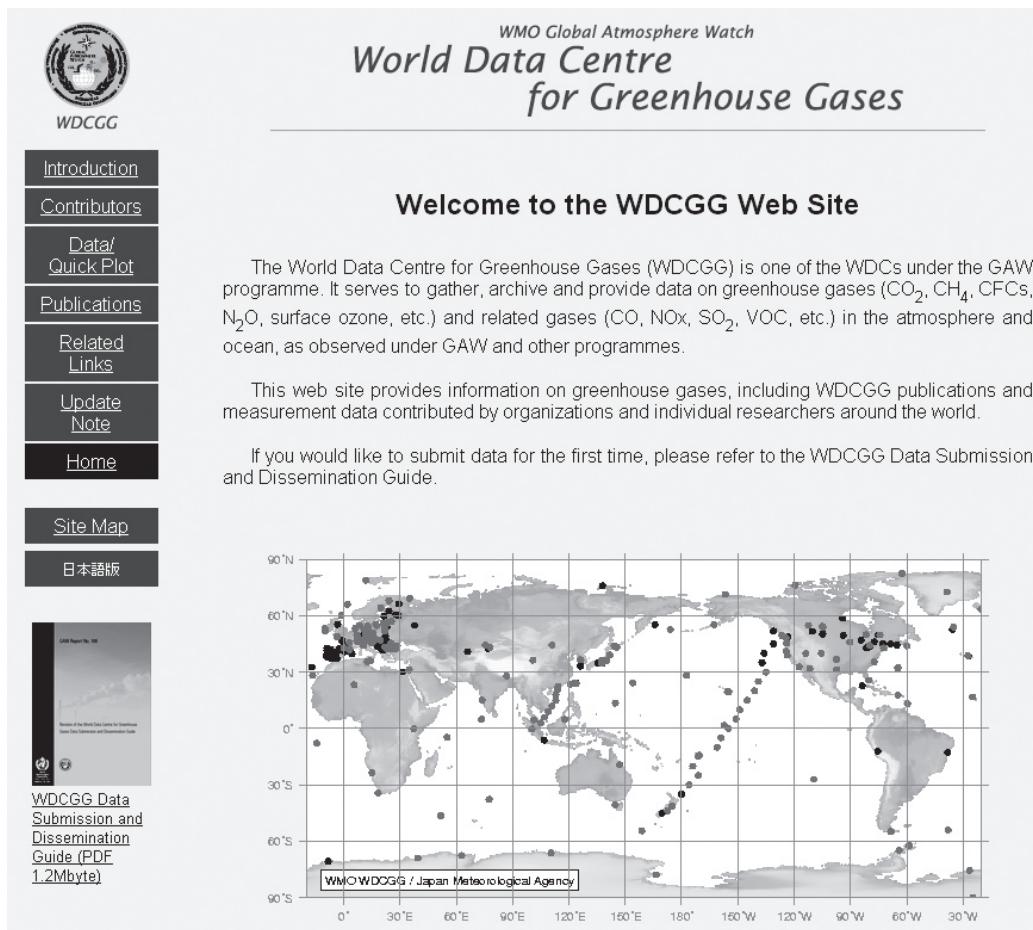 WMO Global Atmosphere Watch
World Data Centre
for Greenhouse Gases
WDCGG
Introduction
Contributors
Data/
Quick Plot
Publications
Related
Links
Update
Note
Home
Site Map
日本語版
WDCGG Data
Submission and
Dissemination
Guide (PDF
1.2Mbyte)
Welcome to the WDCGG Web Site
The World Data Centre for Greenhouse Gases (WDCGG) is one of the WDCs under the GAW
programme. It serves to gather, archive and provide data on greenhouse gases (CO2, CH4, CFCs,
N2O, surface ozone, etc.) and related gases (CO, NOx, SO2, VOC, etc.) in the atmosphere and
ocean, as observed under GAW and other programmes.
This web site provides information on greenhouse gases, including WDCGG publications and
measurement data contributed by organizations and individual researchers around the world.
If you would like to submit data for the first time, please refer to the WDCGG Data Submission
and Dissemination Guide.
90°N
60°N
30°N
0°
30°S
60°S
90°S
WMO WDCGG / Japan Meteorological Agency
0° 30°E 60°E 90°E 120°E 150°E 180° 150°W 120°W 90°W 60°W 30°W